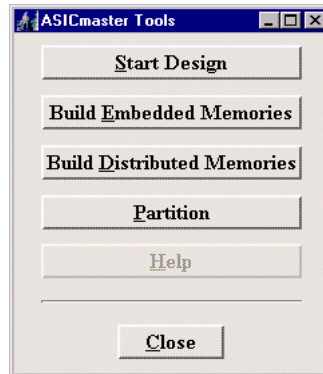 ASICmaster Tools
Start Design
Build Embedded Memories
Build Distributed Memories
Partition
Help
Close